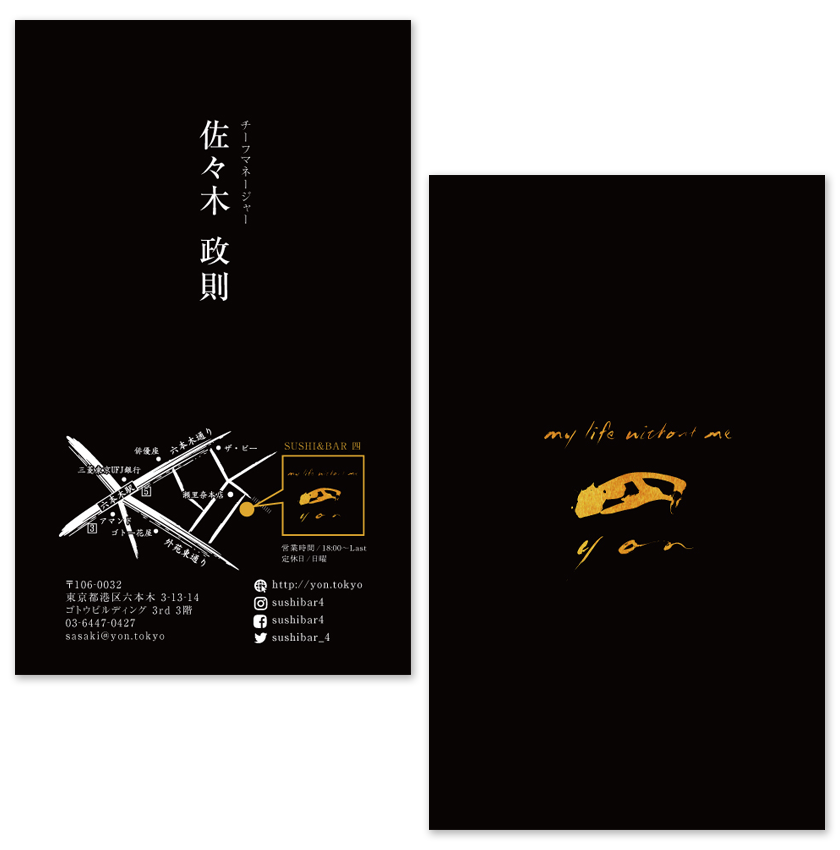 チーフマネージャー
佐々木 政則
俳優座
六本木通り
ザ・ビー
三菱東京UFJ銀行
六本木駅
5
瀬里奈本店
3
アマンド
ゴトー花屋
外苑東通り
SUSHI&BAR 四
my life without me
yon
営業時間/18:00~Last
定休日/日曜
〒106-0032
東京都港区六本木 3-13-14
ゴトウビルディング 3rd 3階
03-6447-0427
sasaki@yon.tokyo
http://yon.tokyo
sushibar4
sushibar4
sushibar_4
my life without me
yon